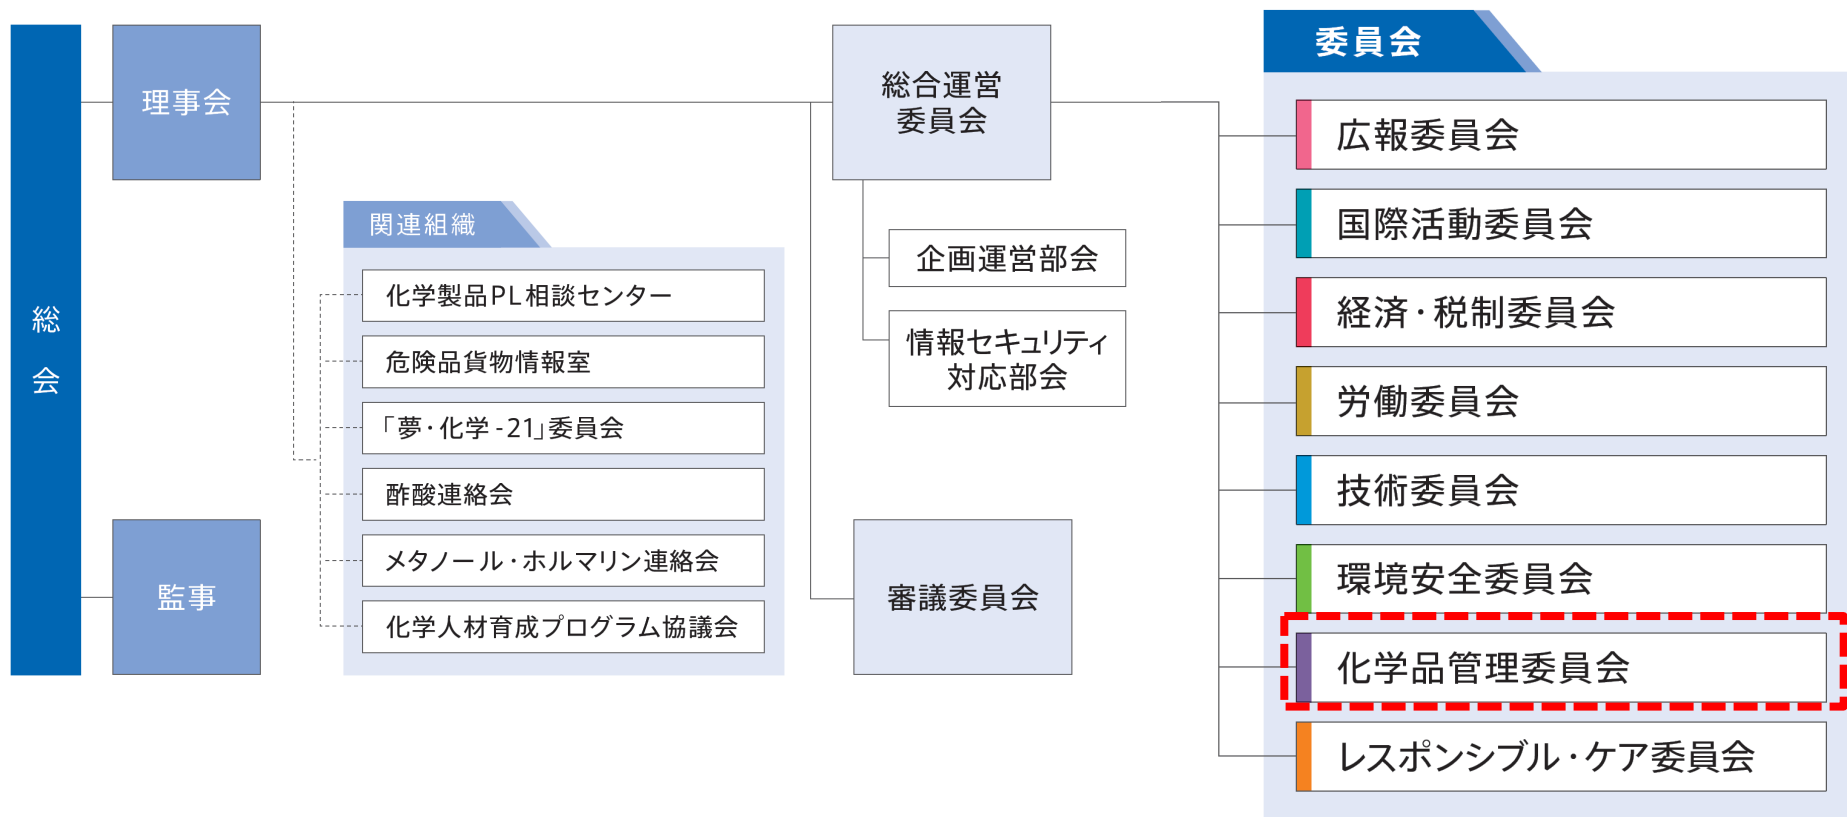 総会
理事会
監事
関連組織
化学製品PL相談センター
危険品貨物情報室
「夢・化学-21」委員会
酢酸連絡会
メタノール・ホルマリン連絡会
化学人材育成プログラム協議会
総合運営
委員会
企画運営部会
情報セキュリティ
対応部会
審議委員会
委員会
広報委員会
国際活動委員会
経済・税制委員会
労働委員会
技術委員会
環境安全委員会
化学品管理委員会
レスポンシブル・ケア委員会